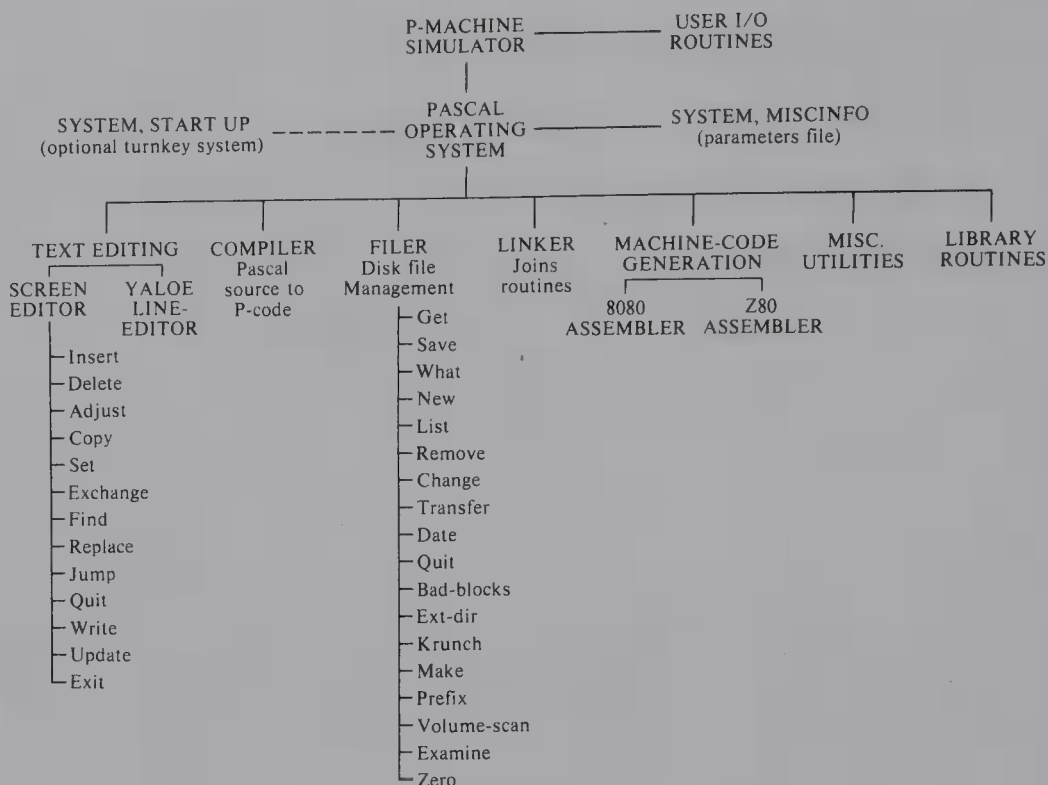 P-MACHINE
SIMULATOR
USER I/O
ROUTINES
SYSTEM, START UP
(optional turnkey system)
PASCAL
OPERATING
SYSTEM
SYSTEM, MISCINFO
(parameters file)
TEXT EDITING
SCREEN
EDITOR
YALOE
LINE-
EDITOR
Insert
Delete
Adjust
Copy
Set
Exchange
Find
Replace
Jump
Quit
Write
Update
Exit
COMPILER
Pascal
source to
P-code
FILER
Disk file
Management
Get
Save
What
New
List
Remove
Change
Transfer
Date
Quit
Bad-blocks
Ext-dir
Krunch
Make
Prefix
Volume-scan
Examine
Zero
LINKER
Joins
routines
MACHINE-CODE
GENERATION
8080
ASSEMBLER
Z80
ASSEMBLER
MISC.
UTILITIES
LIBRARY
ROUTINES